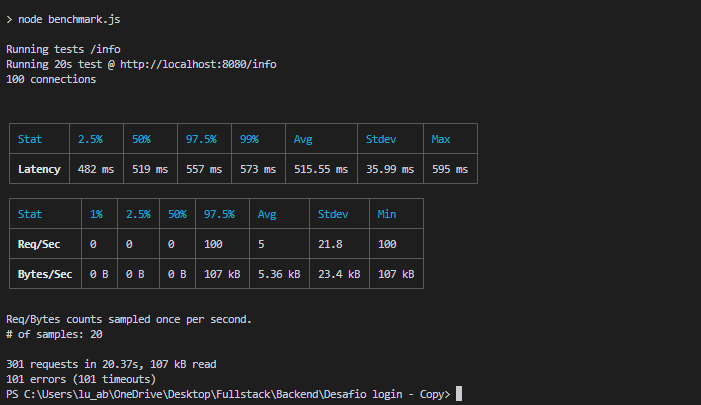 > node benchmark.js
Running tests /info
Running 20s test @ http://localhost:8080/info
100 connections
Stat 2.5% 50% 97.5% 99% Avg Stdev Max
Latency 482 ms 519 ms 557 ms 573 ms 515.55 ms 35.99 ms 595 ms
Stat 1% 2.5% 50% 97.5% Avg Stdev Min
Req/Sec 0 0 0 100 5 21.8 100
Bytes/Sec 0 B 0 B 0 B 107 kB 5.36 kB 23.4 kB 107 kB
Req/Bytes counts sampled once per second.
# of samples: 20
301 requests in 20.37s, 107 kB read
101 errors (101 timeouts)
PS C:\Users\lu_ab\OneDrive\Desktop\Fullstack\Backend\Desafio login - Copy>